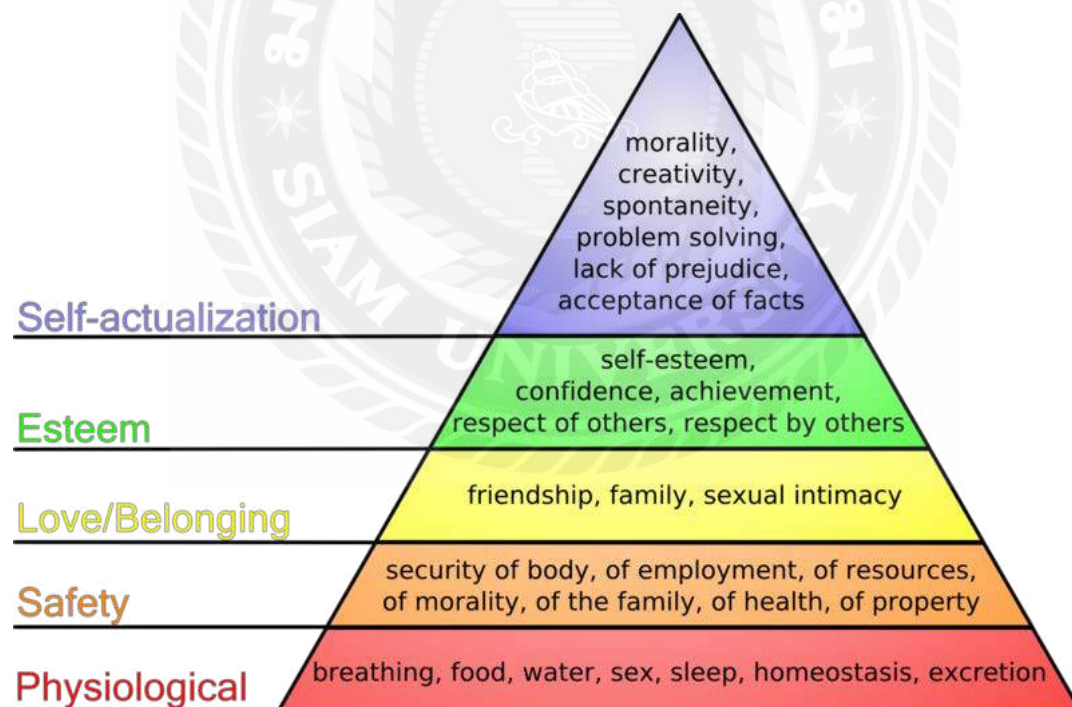 SIAM UNIVERSITY
morality,
creativity,
spontaneity,
problem solving,
lack of prejudice,
acceptance of facts
Self-actualization
self-esteem,
confidence, achievement,
respect of others, respect by others
Esteem
friendship, family, sexual intimacy
Love/Belonging
security of body, of employment, of resources,
of morality, of the family, of health, of property
Safety
breathing, food, water, sex, sleep, homeostasis, excretion
Physiological